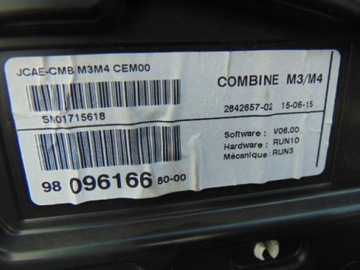 JCAE-CMB M3M4 CEM00
COMBINE M3/M4
SN01715618
2842657-02 15-06-15
Software : V06.00
Hardware : RUN10
Mécanique : RUN3
98 096166 80-00